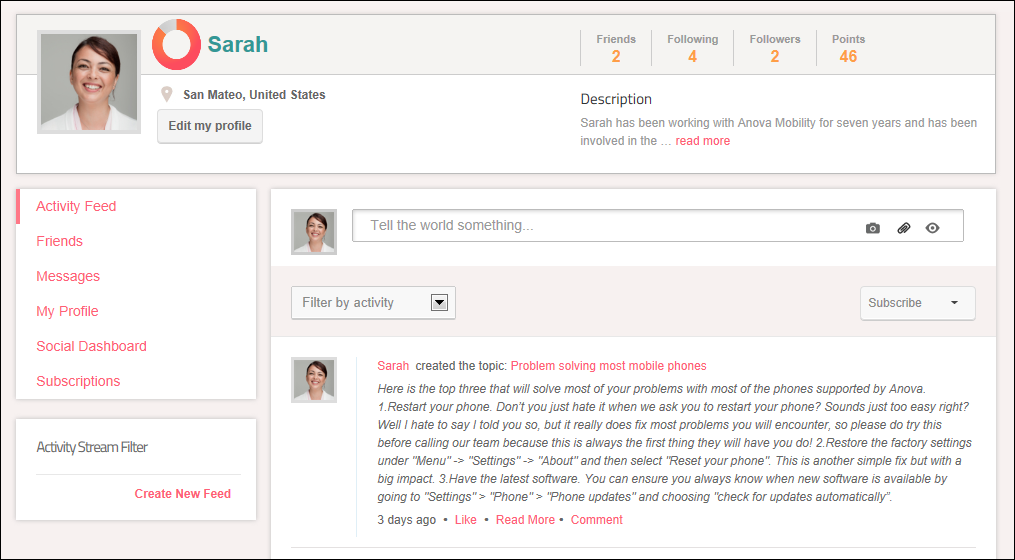 Sarah
Friends
2
Following
4
Followers
2
Points
46
San Mateo, United States
Edit my profile
Description
Sarah has been working with Anova Mobility for seven years and has been
involved in the ... read more
Activity Feed
Friends
Messages
My Profile
Social Dashboard
Subscriptions
Activity Stream Filter
Create New Feed
Tell the world something...
Filter by activity
Subscribe
Sarah created the topic: Problem solving most mobile phones
Here is the top three that will solve most of your problems with most of the phones supported by Anova.
1.Restart your phone. Don't you just hate it when we ask you to restart your phone? Sounds just too easy right?
Well I hate to say I told you so, but it really does fix most problems you will encounter, so please do try this
before calling our team because this is always the first thing they will have you do! 2.Restore the factory settings
under "Menu" -> "Settings" -> "About" and then select "Reset your phone". This is another simple fix but with a
big impact. 3.Have the latest software. You can ensure you always know when new software is available by
going to "Settings" > "Phone" > "Phone updates" and choosing "check for updates automatically".
3 days ago • Like • Read More • Comment